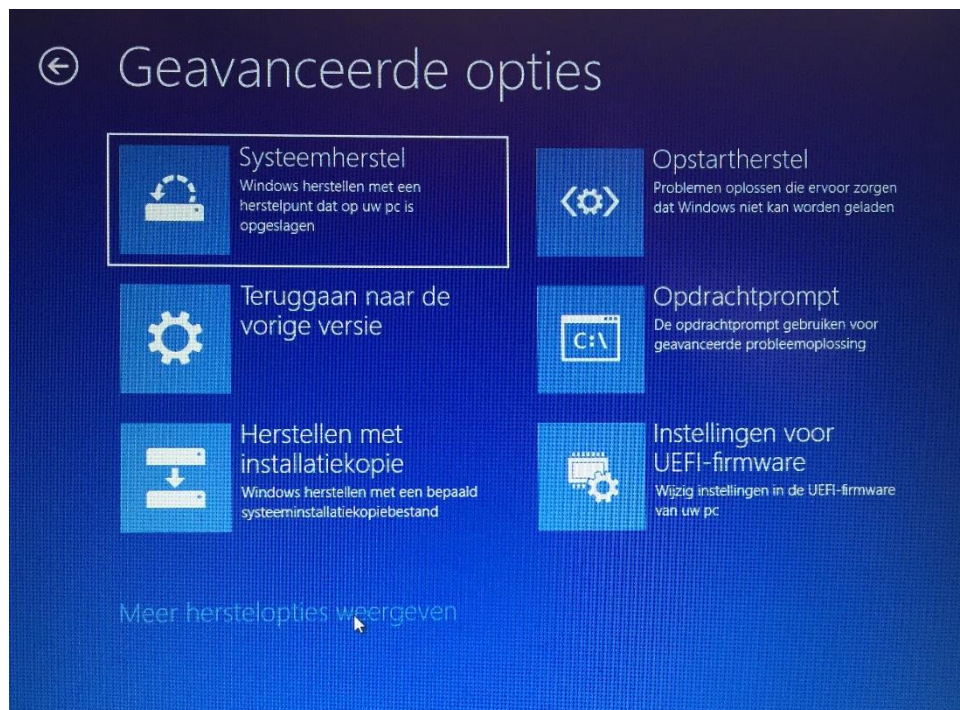 Geavanceerde opties
Systeemherstel
Windows herstellen met een
herstelpunt dat op uw pc is
opgeslagen
Opstartherstel
Problemen oplossen die ervoor zorgen
dat Windows niet kan worden geladen
Teruggaan naar de
vorige versie
Opdrachtprompt
De opdrachtprompt gebruiken voor
geavanceerde probleemoplossing
C:\
Herstellen met
installatiekopie
Windows herstellen met een bepaald
systeeminstallatiekopiebestand
Instellingen voor
UEFI-firmware
Wijzig instellingen in de UEFI-firmware
van uw pc
Meer herstelopties weergeven